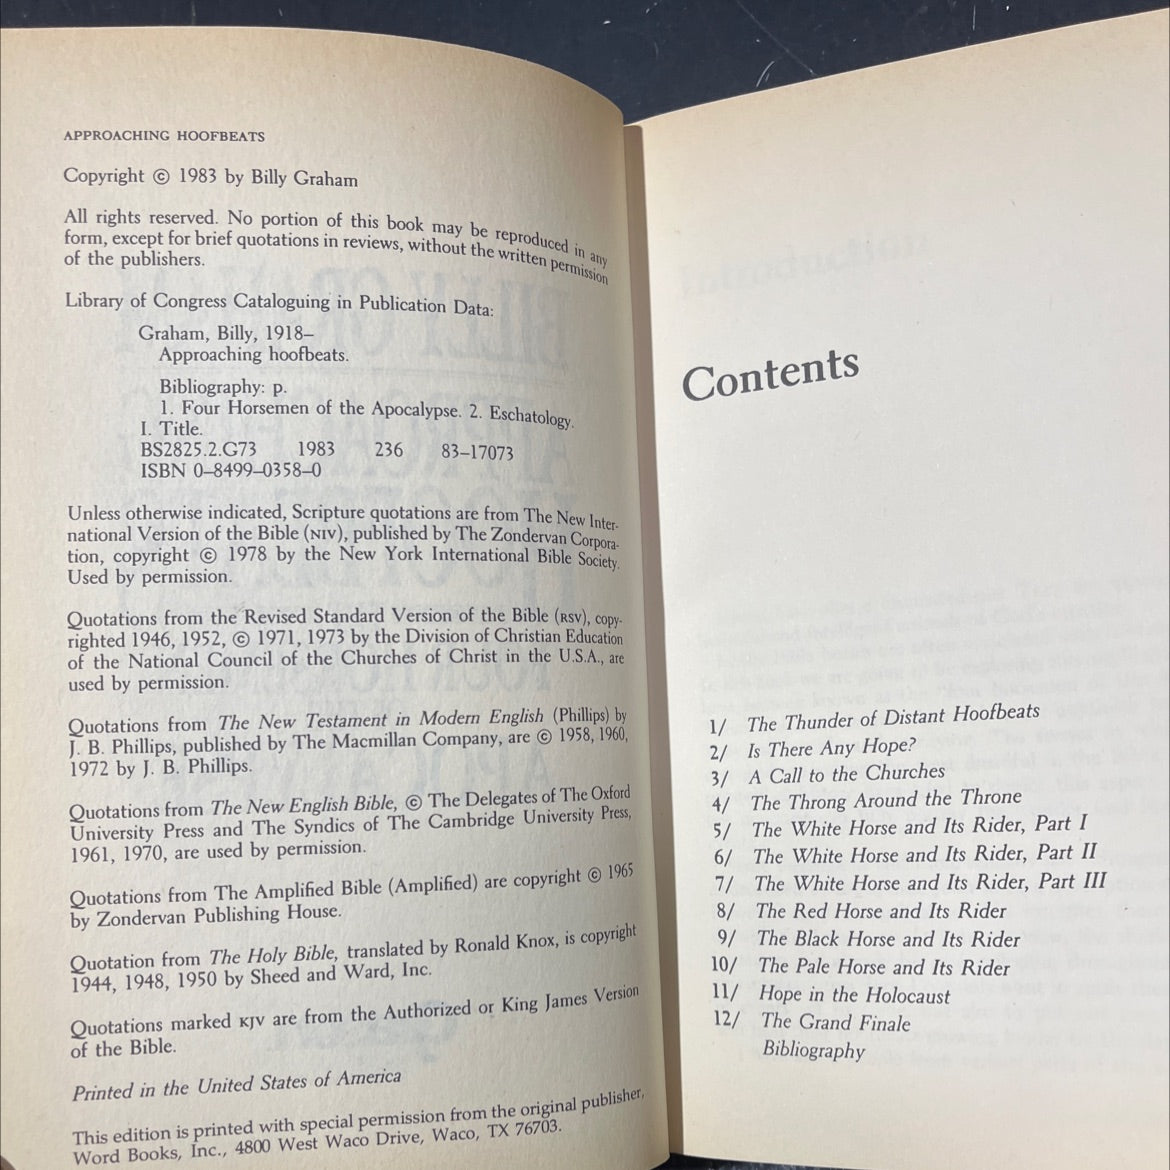 APPROACHING HOOFBEATS
Copyright © 1983 by Billy Graham
All rights reserved. No portion of this book may be reproduced in any
form, except for brief quotations in reviews, without the written permission
of the publishers.
Library of Congress Cataloguing in Publication Data:
Graham, Billy, 1918–
Approaching hoofbeats.
Bibliography: p.
1. Four Horsemen of the Apocalypse. 2. Eschatology.
I. Title.
BS2825.2.G73 1983 236 83–17073
ISBN 0–8499–0358–0
Unless otherwise indicated, Scripture quotations are from The New Inter-
national Version of the Bible (NIV), published by The Zondervan Corpora-
tion, copyright © 1978 by the New York International Bible Society.
Used by permission.
Quotations from the Revised Standard Version of the Bible (RSV), copy-
righted 1946, 1952, © 1971, 1973 by the Division of Christian Education
of the National Council of the Churches of Christ in the U.S.A., are
used by permission.
Quotations from The New Testament in Modern English (Phillips) by
J. B. Phillips, published by The Macmillan Company, are © 1958, 1960,
1972 by J. B. Phillips.
Quotations from The New English Bible, © The Delegates of The Oxford
University Press and The Syndics of The Cambridge University Press,
1961, 1970, are used by permission.
Quotations from The Amplified Bible (Amplified) are copyright © 1965
by Zondervan Publishing House.
Quotation from The Holy Bible, translated by Ronald Knox, is copyright
1944, 1948, 1950 by Sheed and Ward, Inc.
Quotations marked KJV are from the Authorized or King James Version
of the Bible.
Printed in the United States of America
This edition is printed with special permission from the original publisher,
Word Books, Inc., 4800 West Waco Drive, Waco, TX 76703.
Contents
1/ The Thunder of Distant Hoofbeats
2/ Is There Any Hope?
3/ A Call to the Churches
4/ The Throng Around the Throne
5/ The White Horse and Its Rider, Part I
6/ The White Horse and Its Rider, Part II
7/ The White Horse and Its Rider, Part III
8/ The Red Horse and Its Rider
9/ The Black Horse and Its Rider
10/ The Pale Horse and Its Rider
11/ Hope in the Holocaust
12/ The Grand Finale
Bibliography